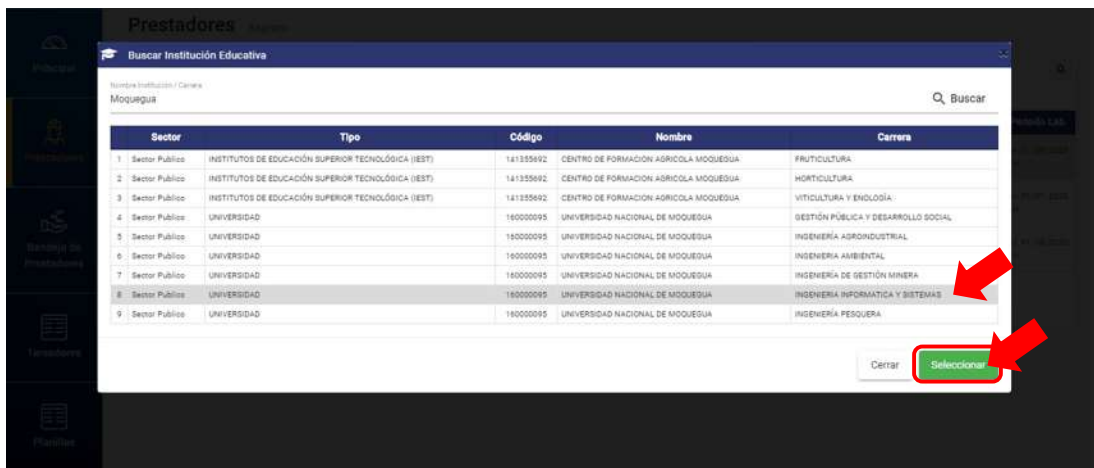 Prestadores
Principal
Buscar Institución Educativa
Nombre Institución / Carrera
Moquegua
Buscar
Sector Tipo Código Nombre Carrera
1 Sector Publico INSTITUTOS DE EDUCACIÓN SUPERIOR TECNOLÓGICA (IEST) 141355692 CENTRO DE FORMACION AGRICOLA MOQUEGUA FRUTICULTURA
2 Sector Publico INSTITUTOS DE EDUCACIÓN SUPERIOR TECNOLÓGICA (IEST) 141355692 CENTRO DE FORMACION AGRICOLA MOQUEGUA HORTICULTURA
3 Sector Publico INSTITUTOS DE EDUCACIÓN SUPERIOR TECNOLÓGICA (IEST) 141355692 CENTRO DE FORMACION AGRICOLA MOQUEGUA VITICULTURA Y ENOLOGÍA
4 Sector Publico UNIVERSIDAD 160000095 UNIVERSIDAD NACIONAL DE MOQUEGUA GESTIÓN PÚBLICA Y DESARROLLO SOCIAL
5 Sector Publico UNIVERSIDAD 160000095 UNIVERSIDAD NACIONAL DE MOQUEGUA INGENIERÍA AGROINDUSTRIAL
6 Sector Publico UNIVERSIDAD 160000095 UNIVERSIDAD NACIONAL DE MOQUEGUA INGENIERIA AMBIENTAL
7 Sector Publico UNIVERSIDAD 160000095 UNIVERSIDAD NACIONAL DE MOQUEGUA INGENIERÍA DE GESTIÓN MINERA
8 Sector Publico UNIVERSIDAD 160000095 UNIVERSIDAD NACIONAL DE MOQUEGUA INGENIERIA INFORMATICA Y SISTEMAS
9 Sector Publico UNIVERSIDAD 160000095 UNIVERSIDAD NACIONAL DE MOQUEGUA INGENIERÍA PESQUERA
Cerrar
Seleccionar
Prestadores
Bandeja de
Prestadores
Tareadores
Planillas